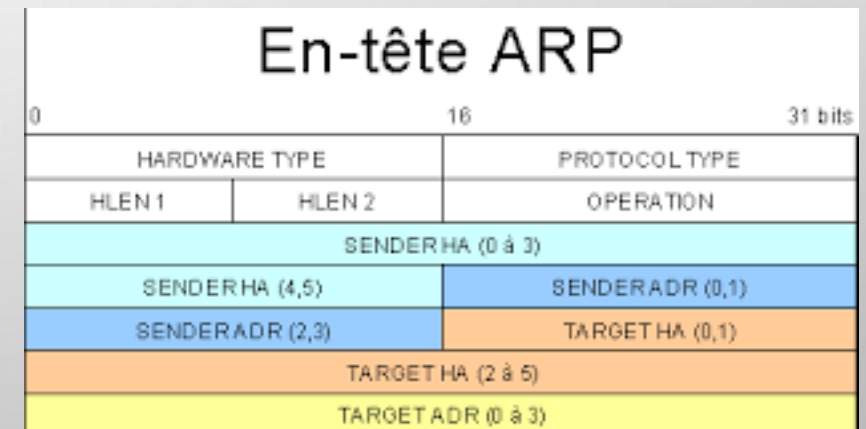 En-tête ARP
0 16 31 bits
HARDWARE TYPE PROTOCOL TYPE
HLEN 1 HLEN 2 OPERATION
SENDER HA (0 à 3)
SENDER HA (4,5) SENDER ADR (0,1)
SENDER ADR (2,3) TARGET HA (0,1)
TARGET HA (2 à 5)
TARGET ADR (0 à 3)